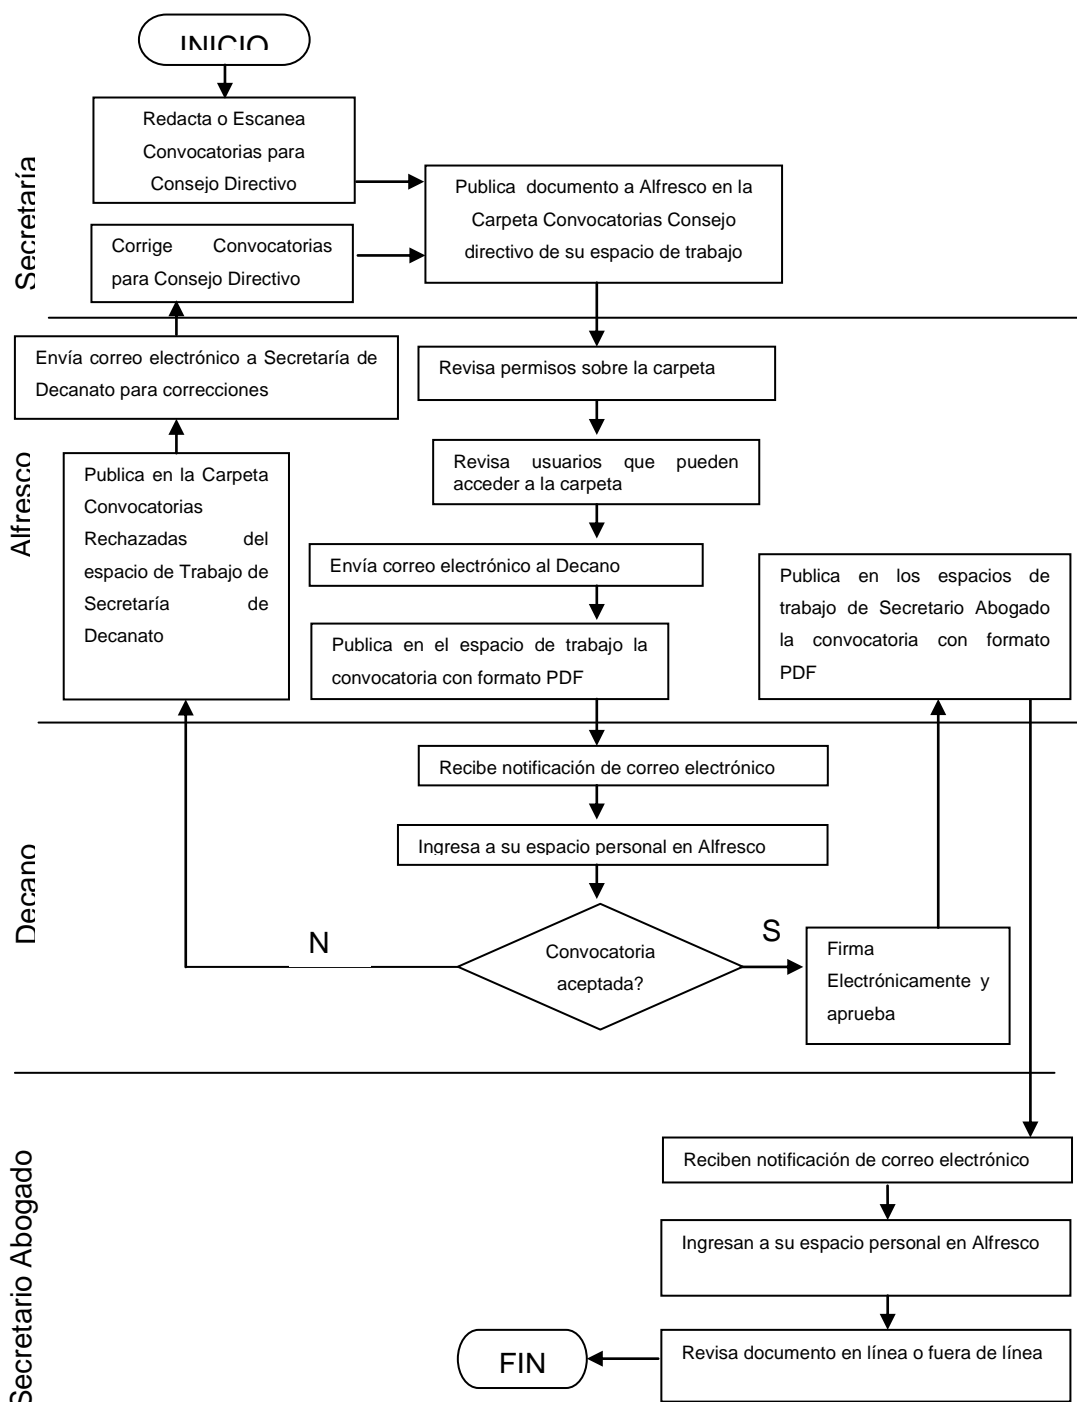 INICIO
Secretaría
Redacta o Escanea
Convocatorias para
Consejo Directivo
Publica documento a Alfresco en la
Carpeta Convocatorias Consejo
directivo de su espacio de trabajo
Corrige Convocatorias
para Consejo Directivo
Alfresco
Envía correo electrónico a Secretaría de
Decanato para correcciones
Revisa permisos sobre la carpeta
Revisa usuarios que pueden
acceder a la carpeta
Publica en la Carpeta
Convocatorias
Rechazadas del
espacio de Trabajo de
Secretaría de
Decanato
Envía correo electrónico al Decano
Publica en el espacio de trabajo la
convocatoria con formato PDF
Publica en los espacios de
trabajo de Secretario Abogado
la convocatoria con formato
PDF
Decano
Recibe notificación de correo electrónico
Ingresa a su espacio personal en Alfresco
N
Convocatoria
aceptada?
S
Firma
Electrónicamente y
aprueba
Secretario Abogado
Reciben notificación de correo electrónico
Ingresan a su espacio personal en Alfresco
Revisa documento en línea o fuera de línea
FIN